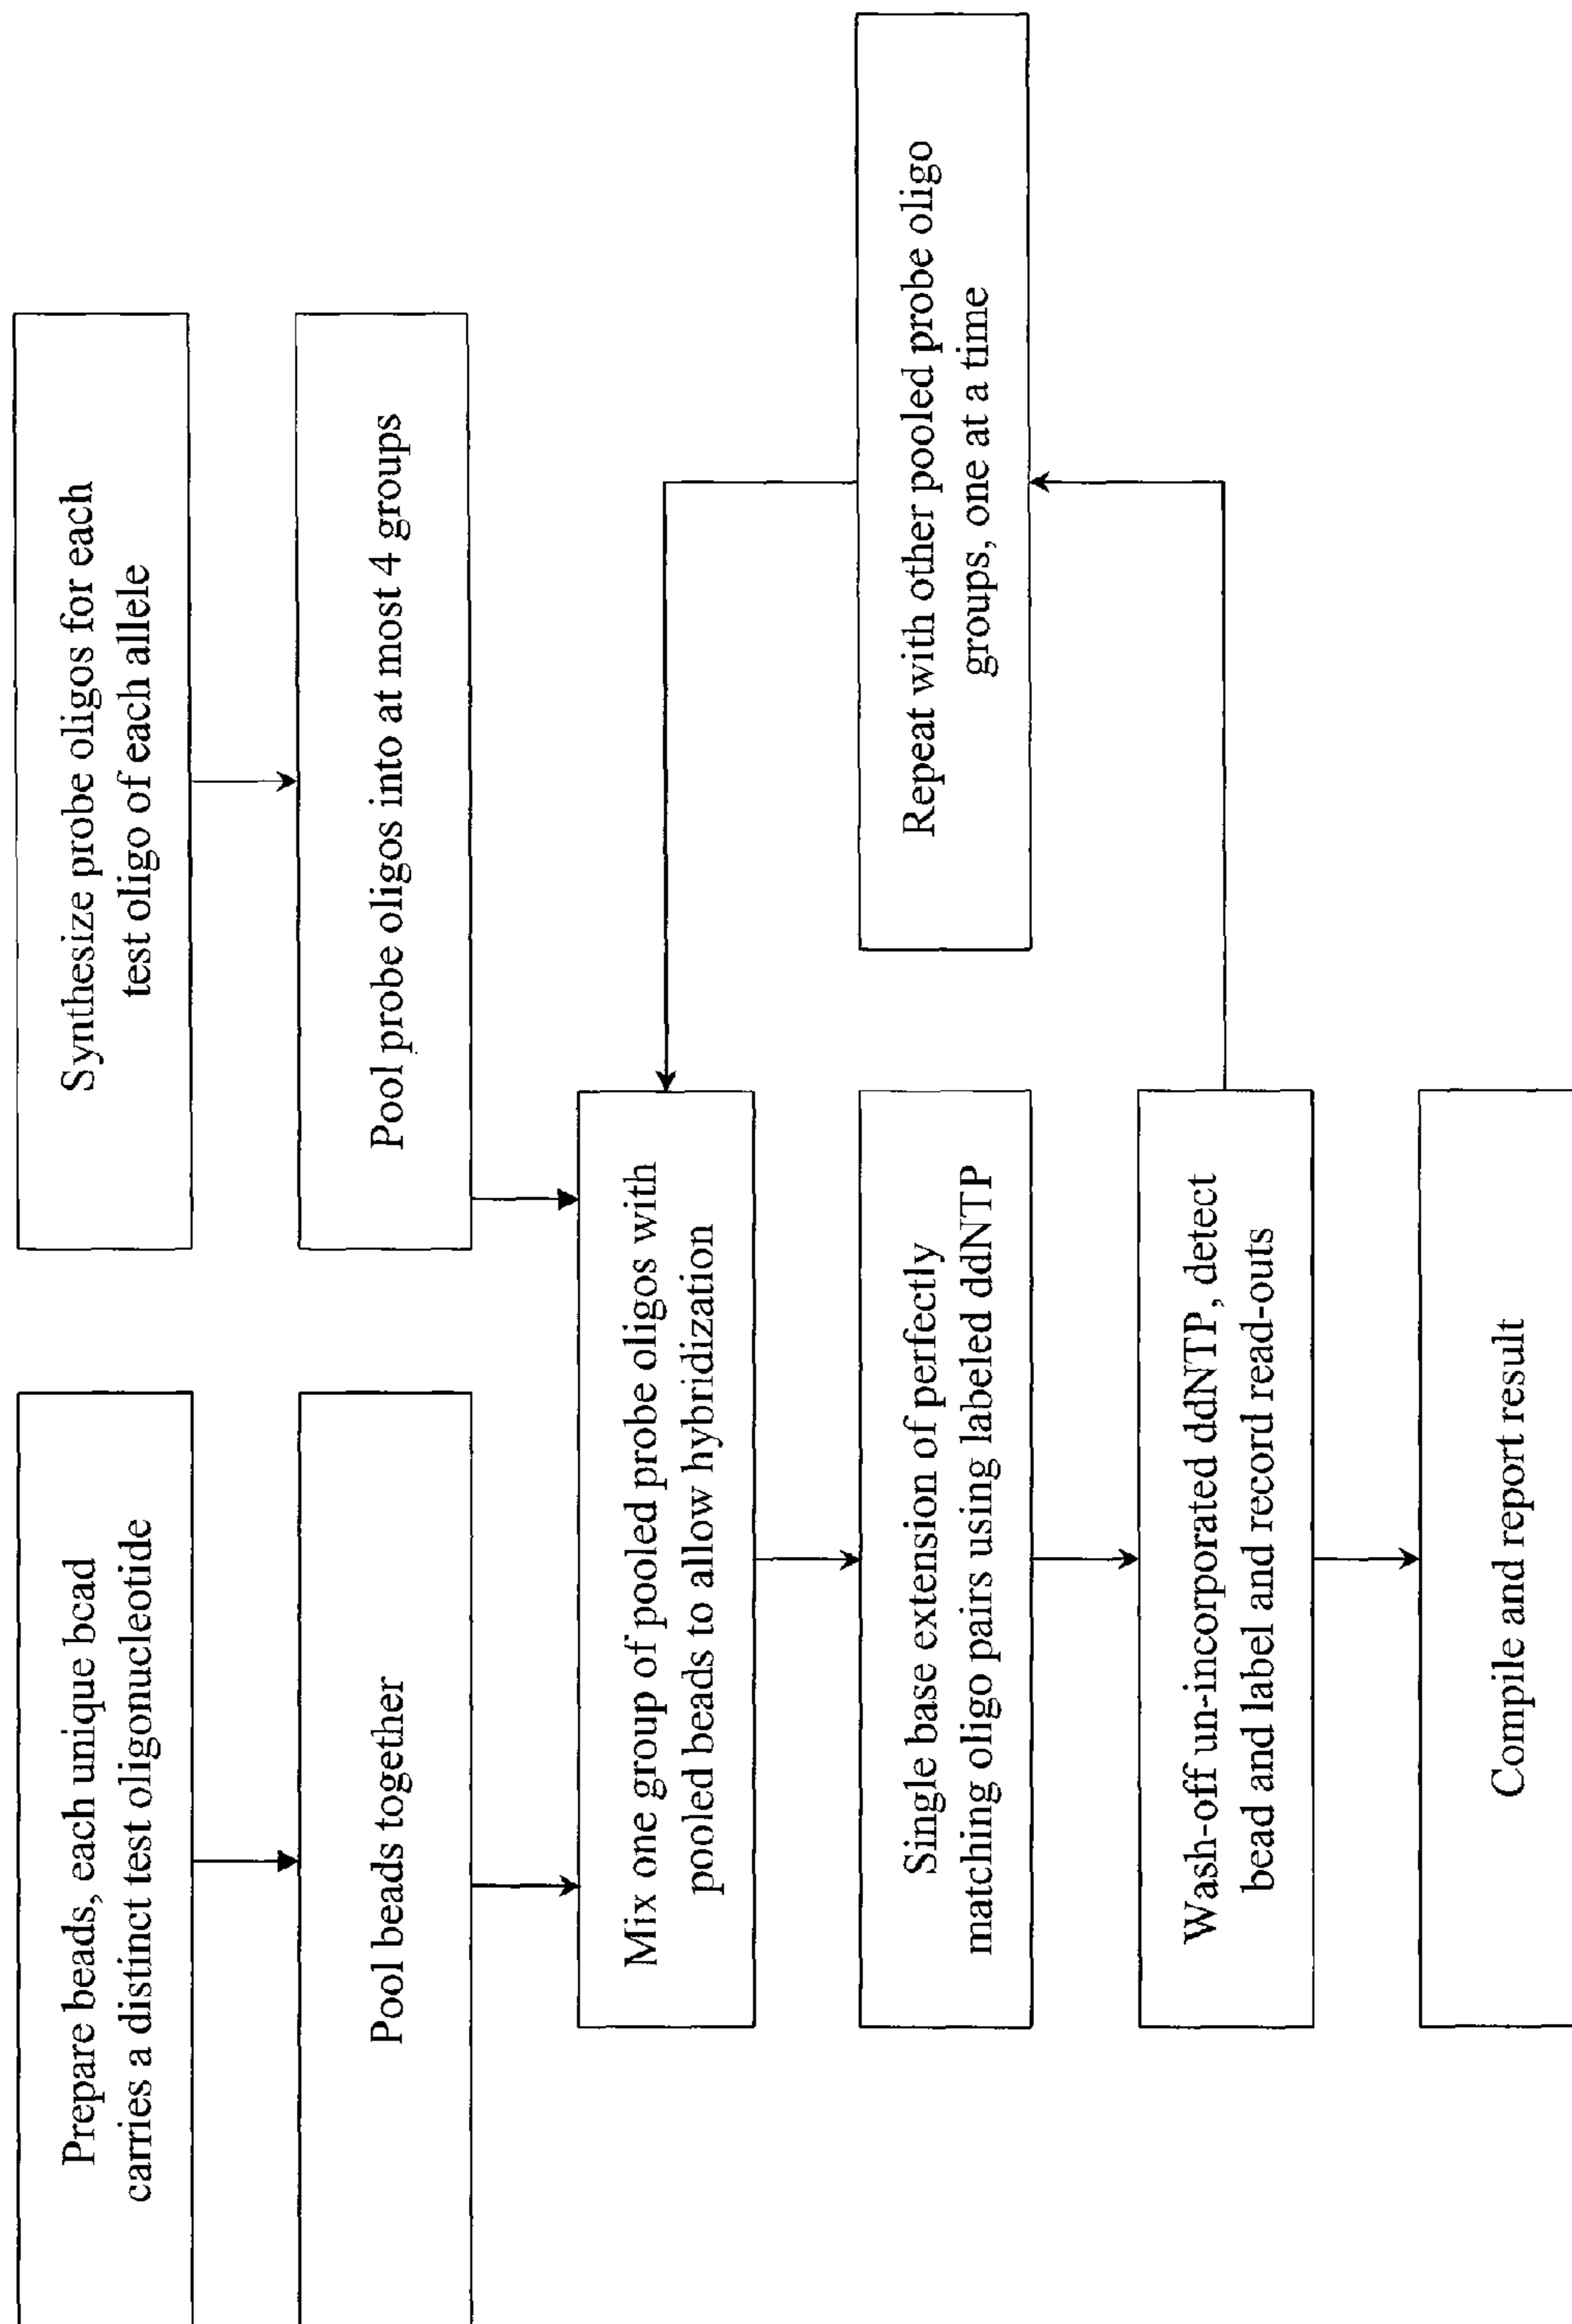 Prepare beads, each unique bead
carries a distinct test oligonucleotide
Synthesize probe oligos for each
test oligo of each allele
Pool beads together
Pool probe oligos into at most 4 groups
Mix one group of pooled probe oligos with
pooled beads to allow hybridization
Single base extension of perfectly
matching oligo pairs using labeled ddNTP
Repeat with other pooled probe oligo
groups, one at a time
Wash-off un-incorporated ddNTP, detect
bead and label and record read-outs
Compile and report result